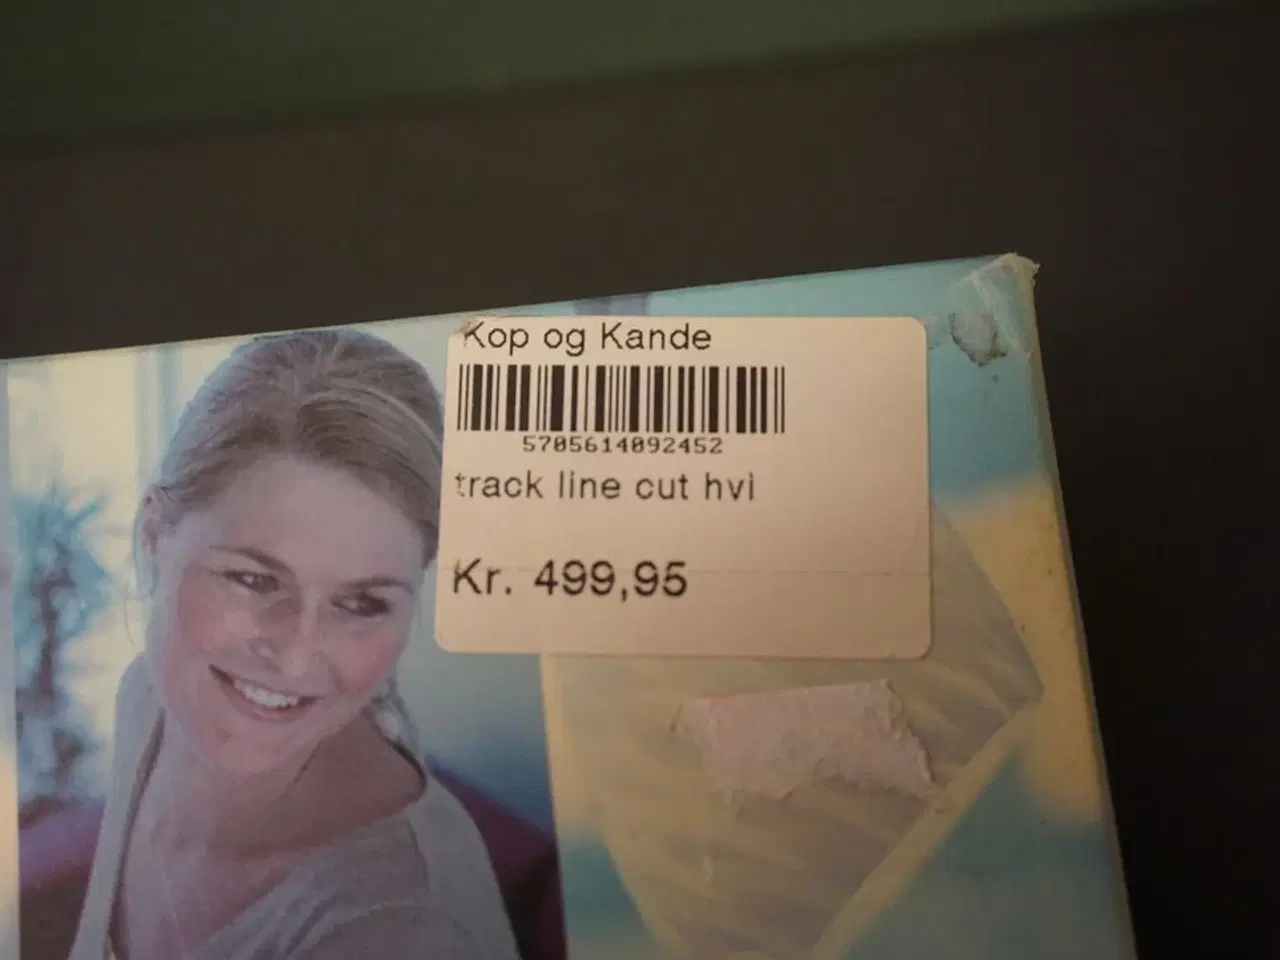 Kop og Kande
5705614092452
track line cut hvi
Kr. 499,95